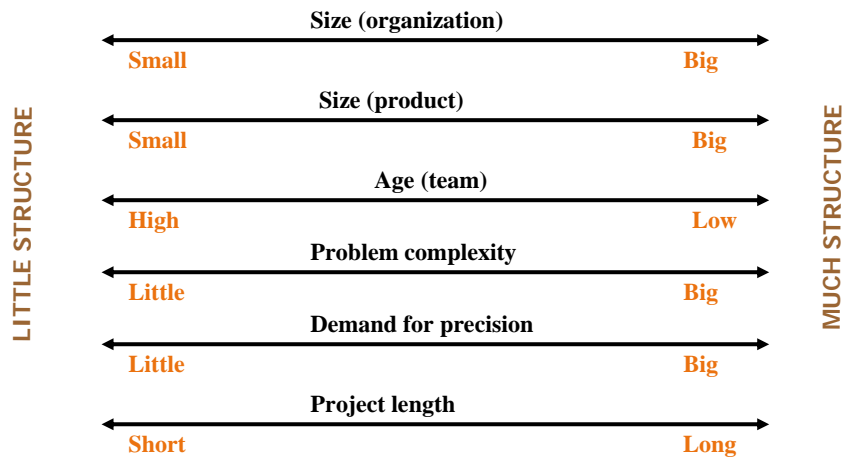 Size (organization)
Small Big
Size (product)
Small Big
Age (team)
High Low
Problem complexity
Little Big
Demand for precision
Little Big
Project length
Short Long
LITTLE STRUCTURE
MUCH STRUCTURE